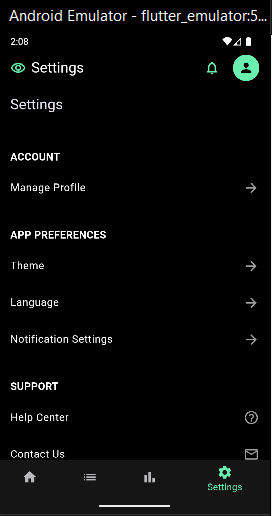 Android Emulator - flutter_emulator:5...
2:08
Settings
Settings
ACCOUNT
Manage Profile
APP PREFERENCES
Theme
Language
Notification Settings
SUPPORT
Help Center
Contact Us
Settings